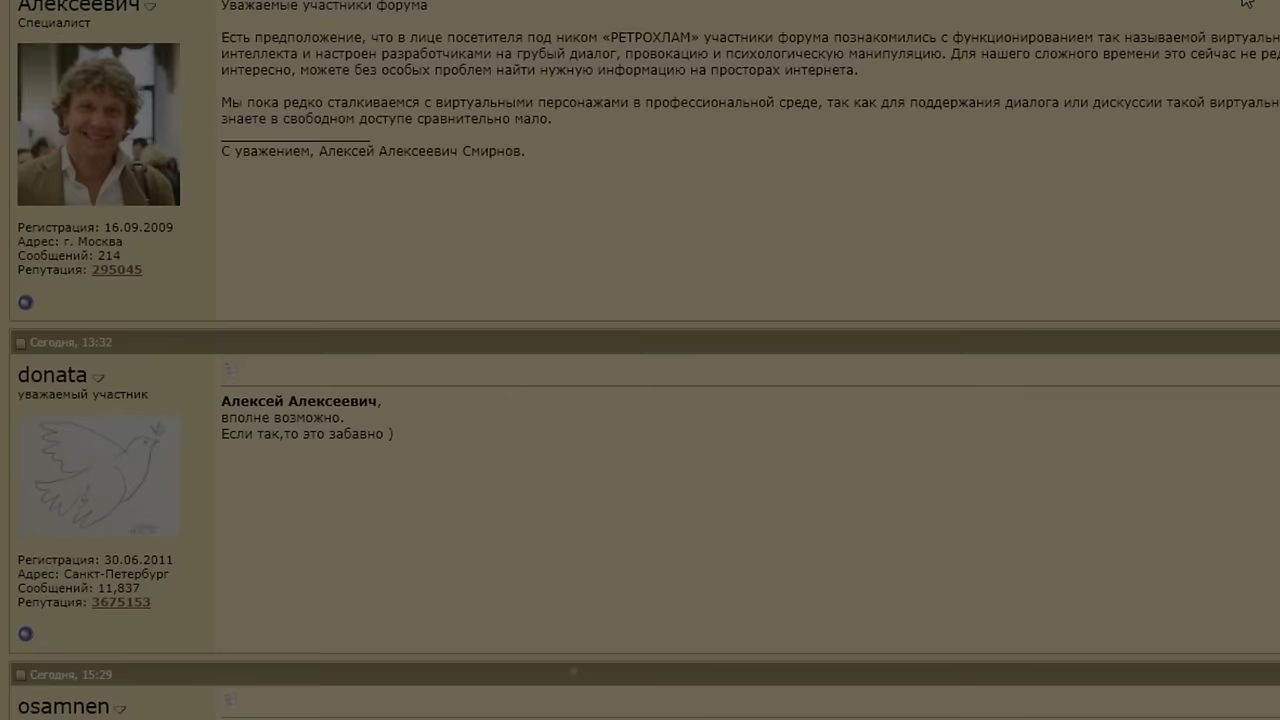 Алексеевич
Специалист
Регистрация: 16.09.2009
Адрес: г. Москва
Сообщений: 214
Репутация: 295045
Уважаемые участники форума
Есть предположение, что в лице посетителя под ником «РЕТРОХЛАМ» участники форума познакомились с функционированием так называемой
интеллекта и настроен разработчиками на грубый диалог, провокацию и психологическую манипуляцию. Для нашего сложного времени это сейчас не
интересно, можете без особых проблем найти нужную информацию на просторах интернета.
Мы пока редко сталкиваемся с виртуальными персонажами в профессиональной среде, так как для поддержания диалога или дискуссии такой
знаете в свободном доступе сравнительно мало.
С уважением, Алексей Алексеевич Смирнов.
Сегодня, 13:32
donata
уважаемый участник
Регистрация: 30.06.2011
Адрес: Санкт-Петербург
Сообщений: 11,837
Репутация: 3675153
Алексей Алексеевич,
вполне возможно.
Если так,то это забавно )
Сегодня, 15:29
osamnen